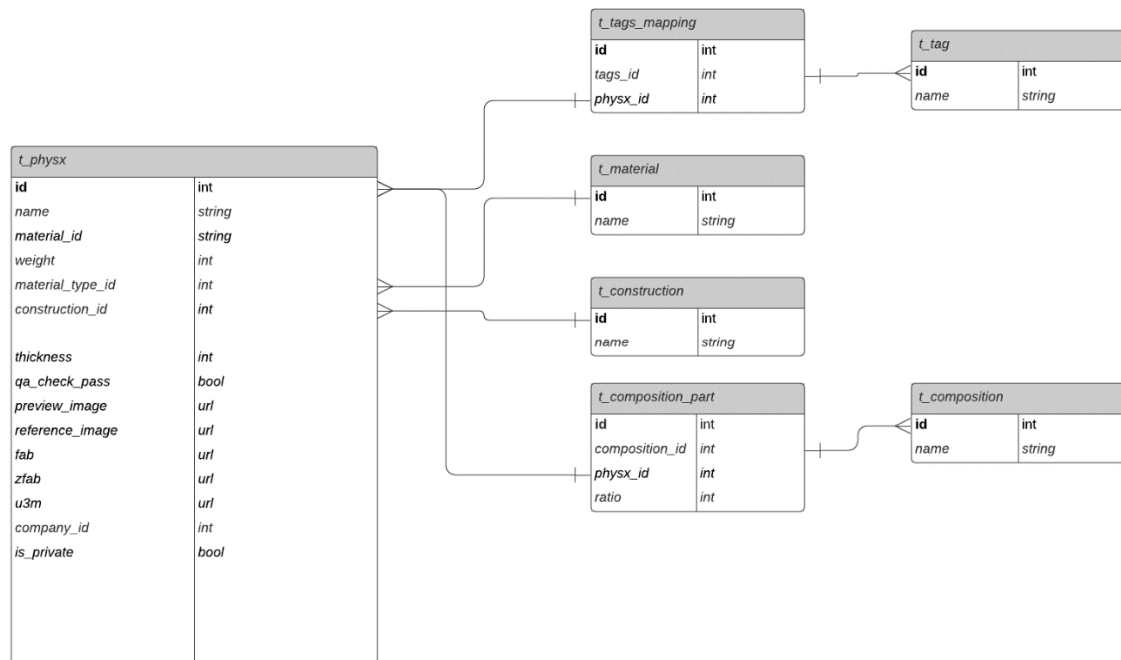 t_tags_mapping
id int
tags_id int
physx_id int
t_tag
id int
name string
t_physx
id int
name string
material_id string
weight int
material_type_id int
construction_id int
thickness int
qa_check_pass bool
preview_image url
reference_image url
fab url
zfab url
u3m url
company_id int
is_private bool
t_material
id int
name string
t_construction
id int
name string
t_composition_part
id int
composition_id int
physx_id int
ratio int
t_composition
id int
name string